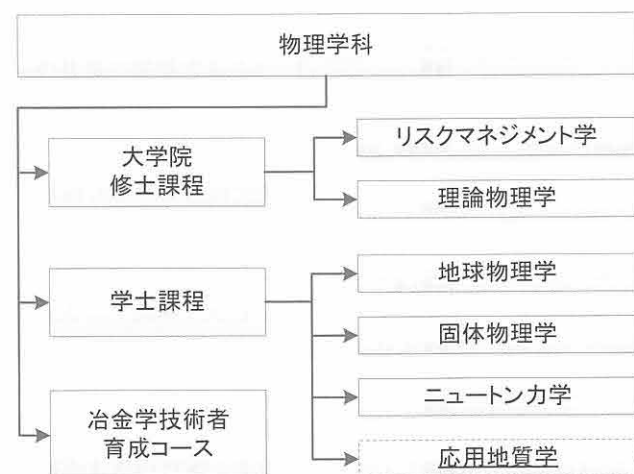 物理学科
大学院
修士課程
リスクマネジメント学
理論物理学
学士課程
地球物理学
固体物理学
ニュートン力学
応用地質学
冶金学技術者
育成コース